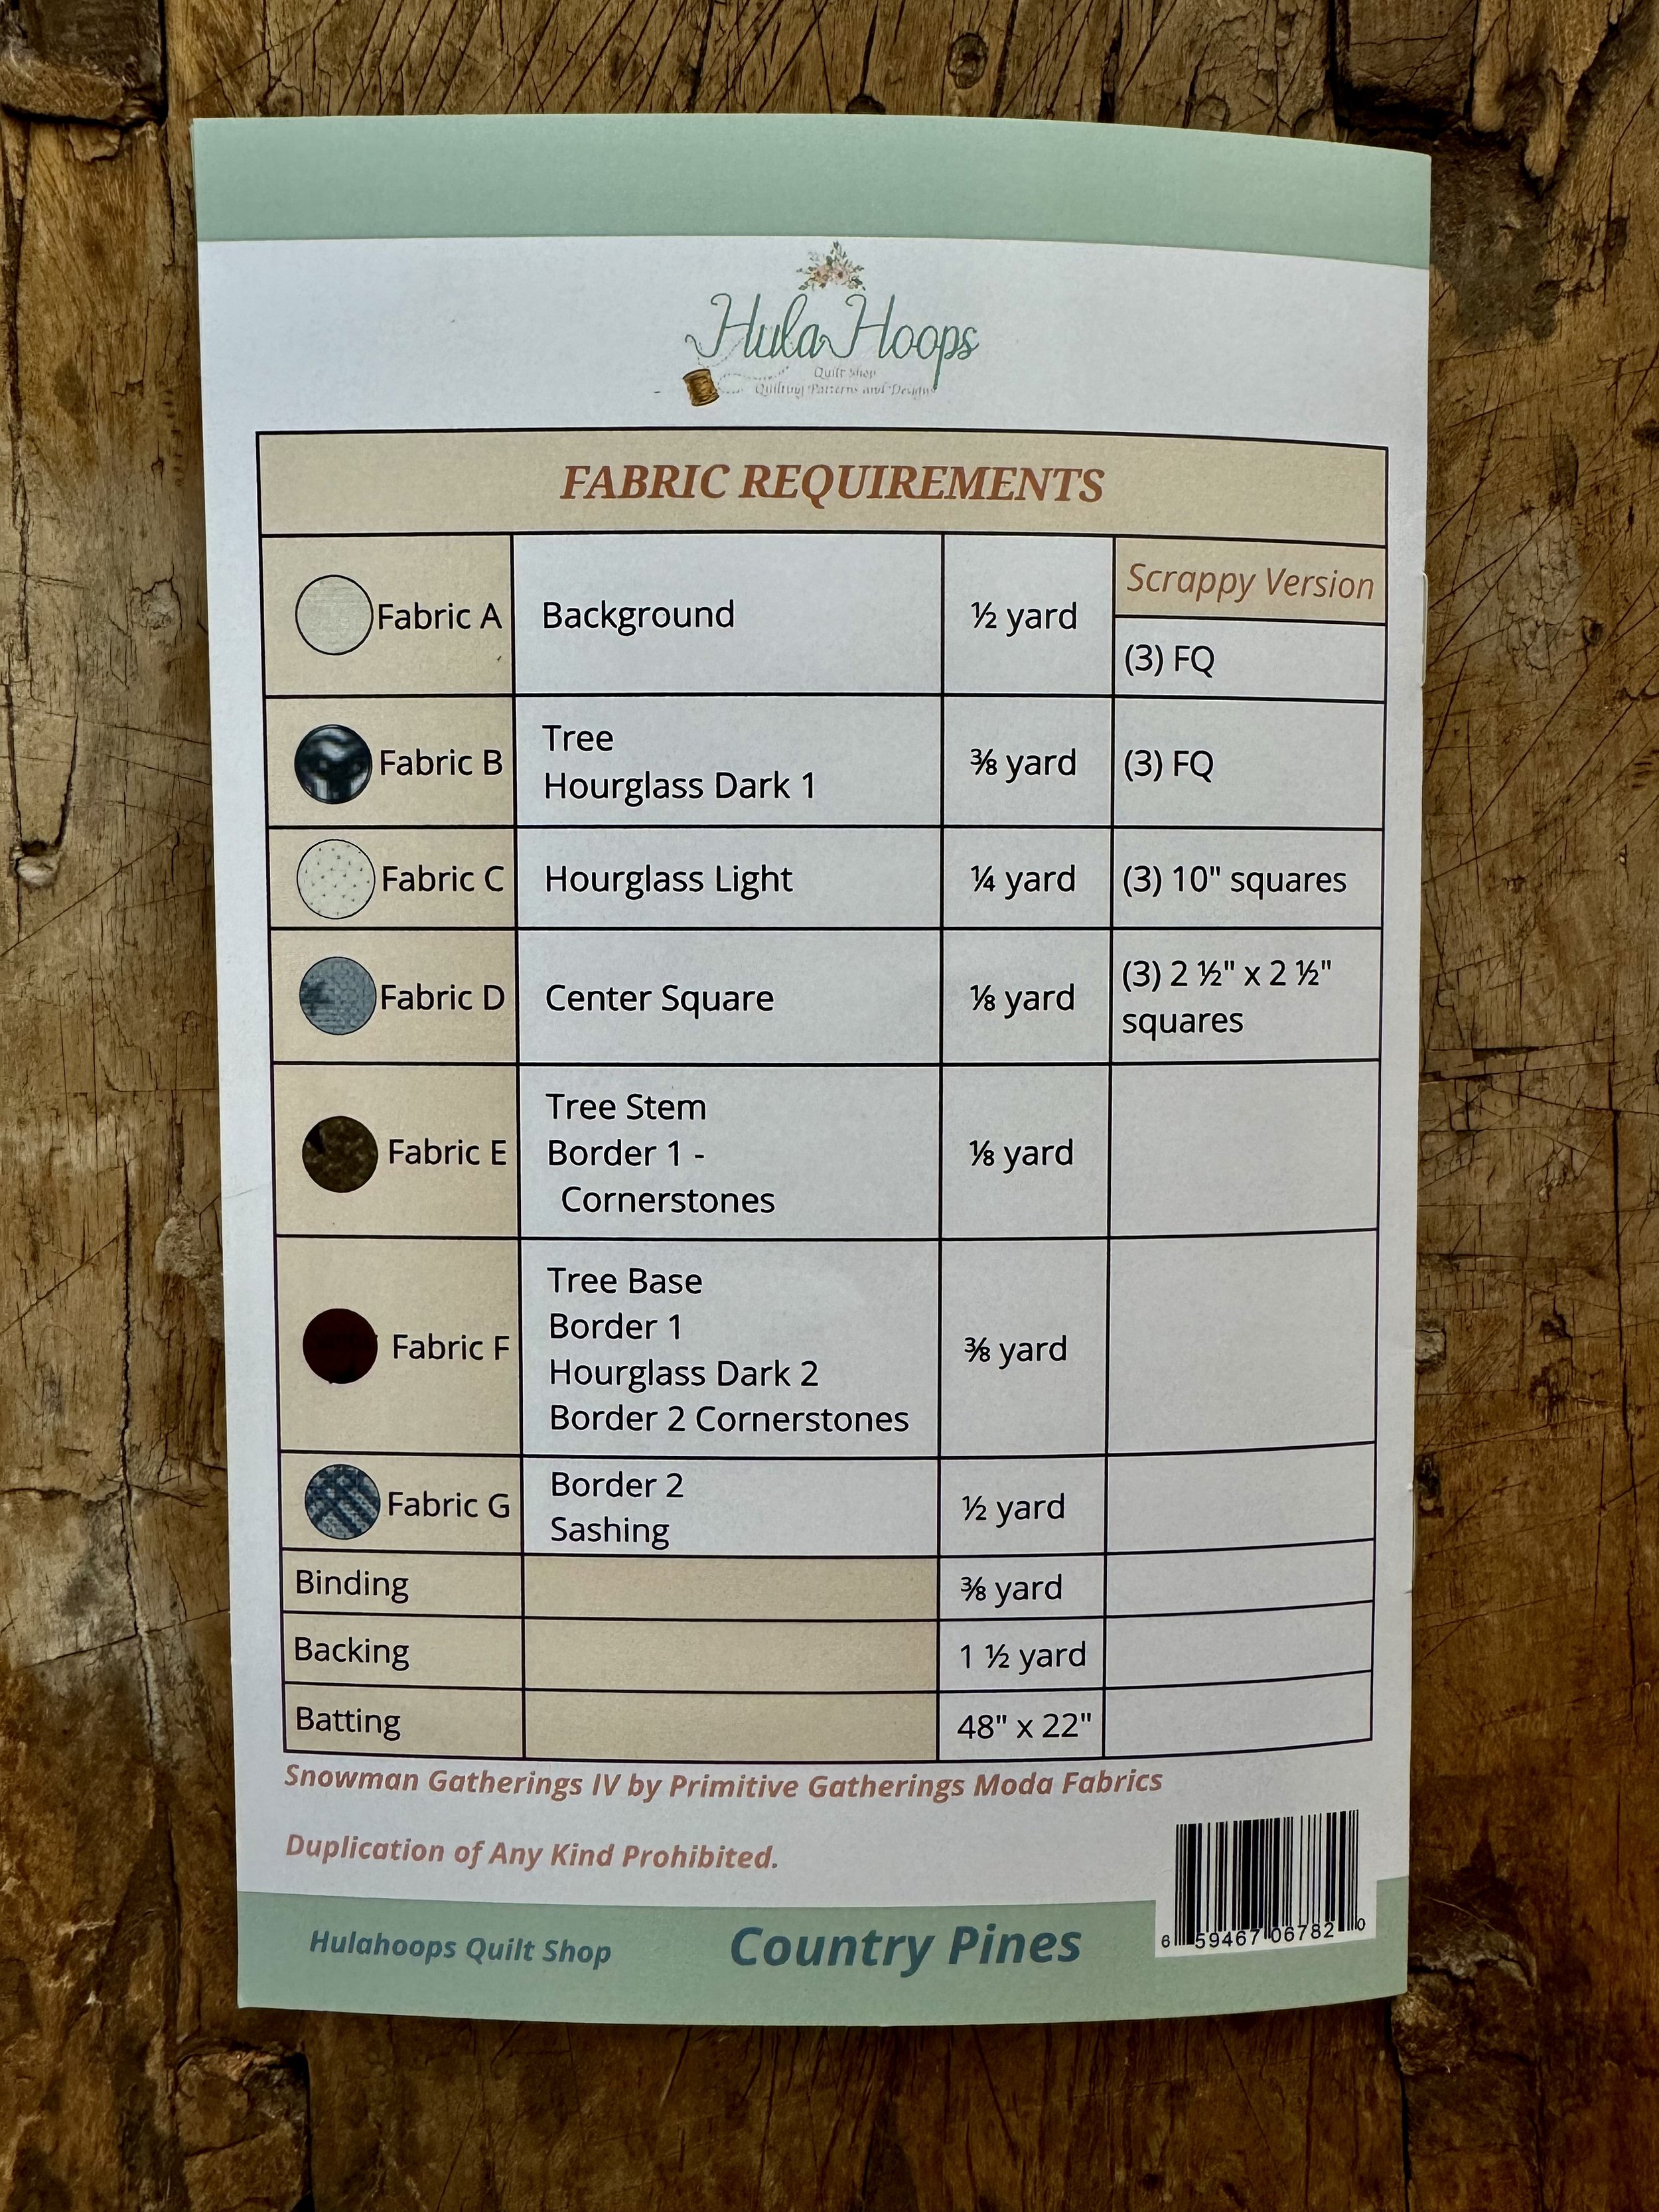 Hula Hoops
Quilt Shop
Quilting Patterns and Designs
FABRIC REQUIREMENTS
Scrappy Version
Fabric A Background ½ yard (3) FQ
Fabric B Tree
Hourglass Dark 1 ⅜ yard (3) FQ
Fabric C Hourglass Light ¼ yard (3) 10" squares
Fabric D Center Square ⅛ yard (3) 2 ½" x 2 ½"
squares
Fabric E Tree Stem
Border 1 -
Cornerstones ⅛ yard
Fabric F Tree Base
Border 1
Hourglass Dark 2
Border 2 Cornerstones ⅜ yard
Fabric G Border 2
Sashing ½ yard
Binding ⅜ yard
Backing 1 ½ yard
Batting 48" x 22"
Snowman Gatherings IV by Primitive Gatherings Moda Fabrics
Duplication of Any Kind Prohibited.
Hulahoops Quilt Shop Country Pines
6 59467 06782 0